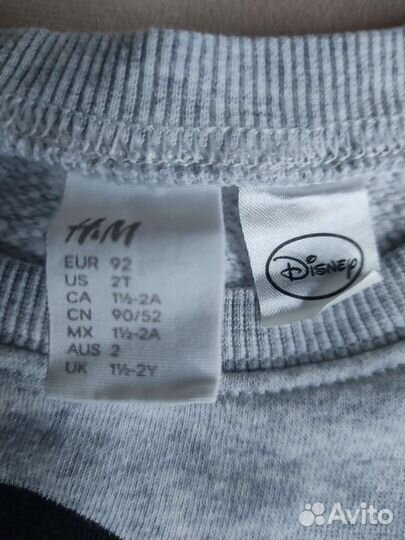 H&M
EUR 92
US 2T
CA 1½-2A
CN 90/52
MX 1½-2A
AUS 2
UK 1½-2Y
Disney
Avito